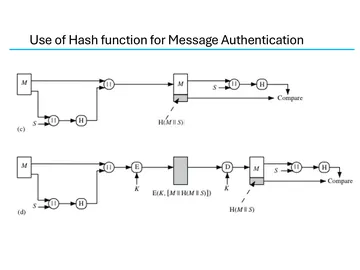 Use of Hash function for Message Authentication
M || M || H
S
S || H Compare
H(M || S)
(c)
M || E D M || H
S
K K Compare
S || H E(K, [M || H(M || S)])
H(M || S)
(d)